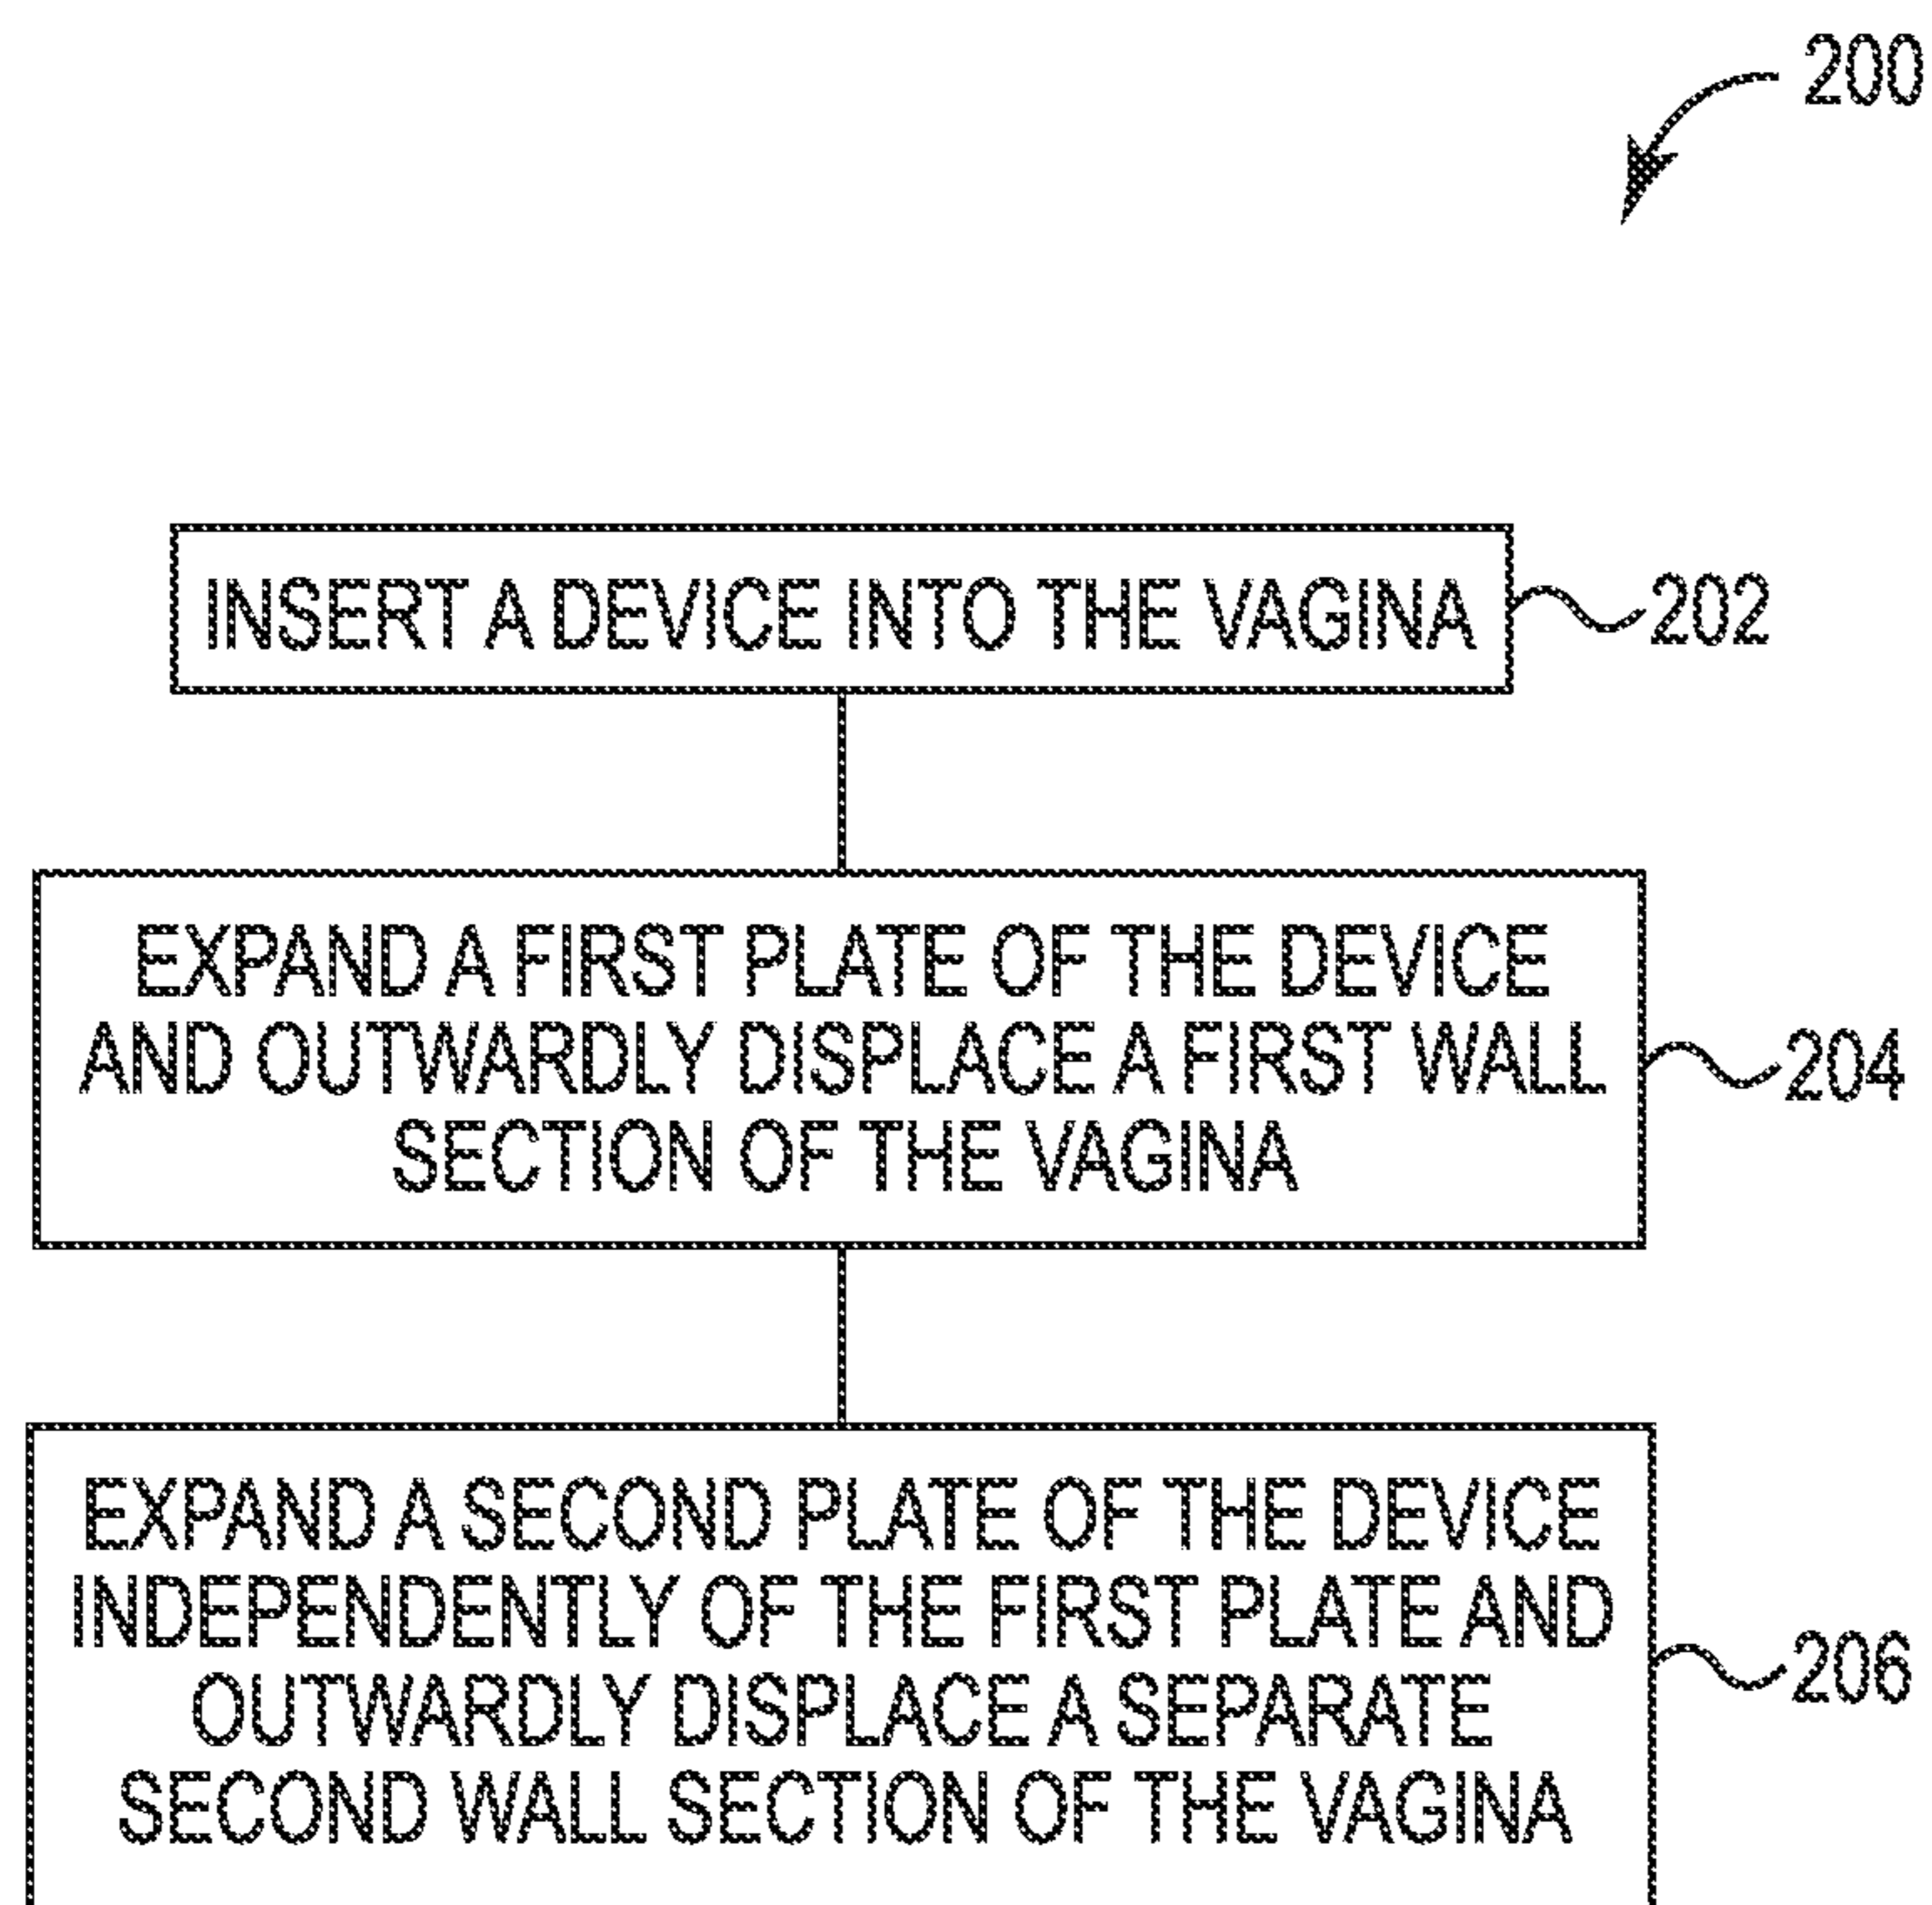 200
INSERT A DEVICE INTO THE VAGINA
202
EXPAND A FIRST PLATE OF THE DEVICE
AND OUTWARDLY DISPLACE A FIRST WALL
SECTION OF THE VAGINA
204
EXPAND A SECOND PLATE OF THE DEVICE
INDEPENDENTLY OF THE FIRST PLATE AND
OUTWARDLY DISPLACE A SEPARATE
SECOND WALL SECTION OF THE VAGINA
206